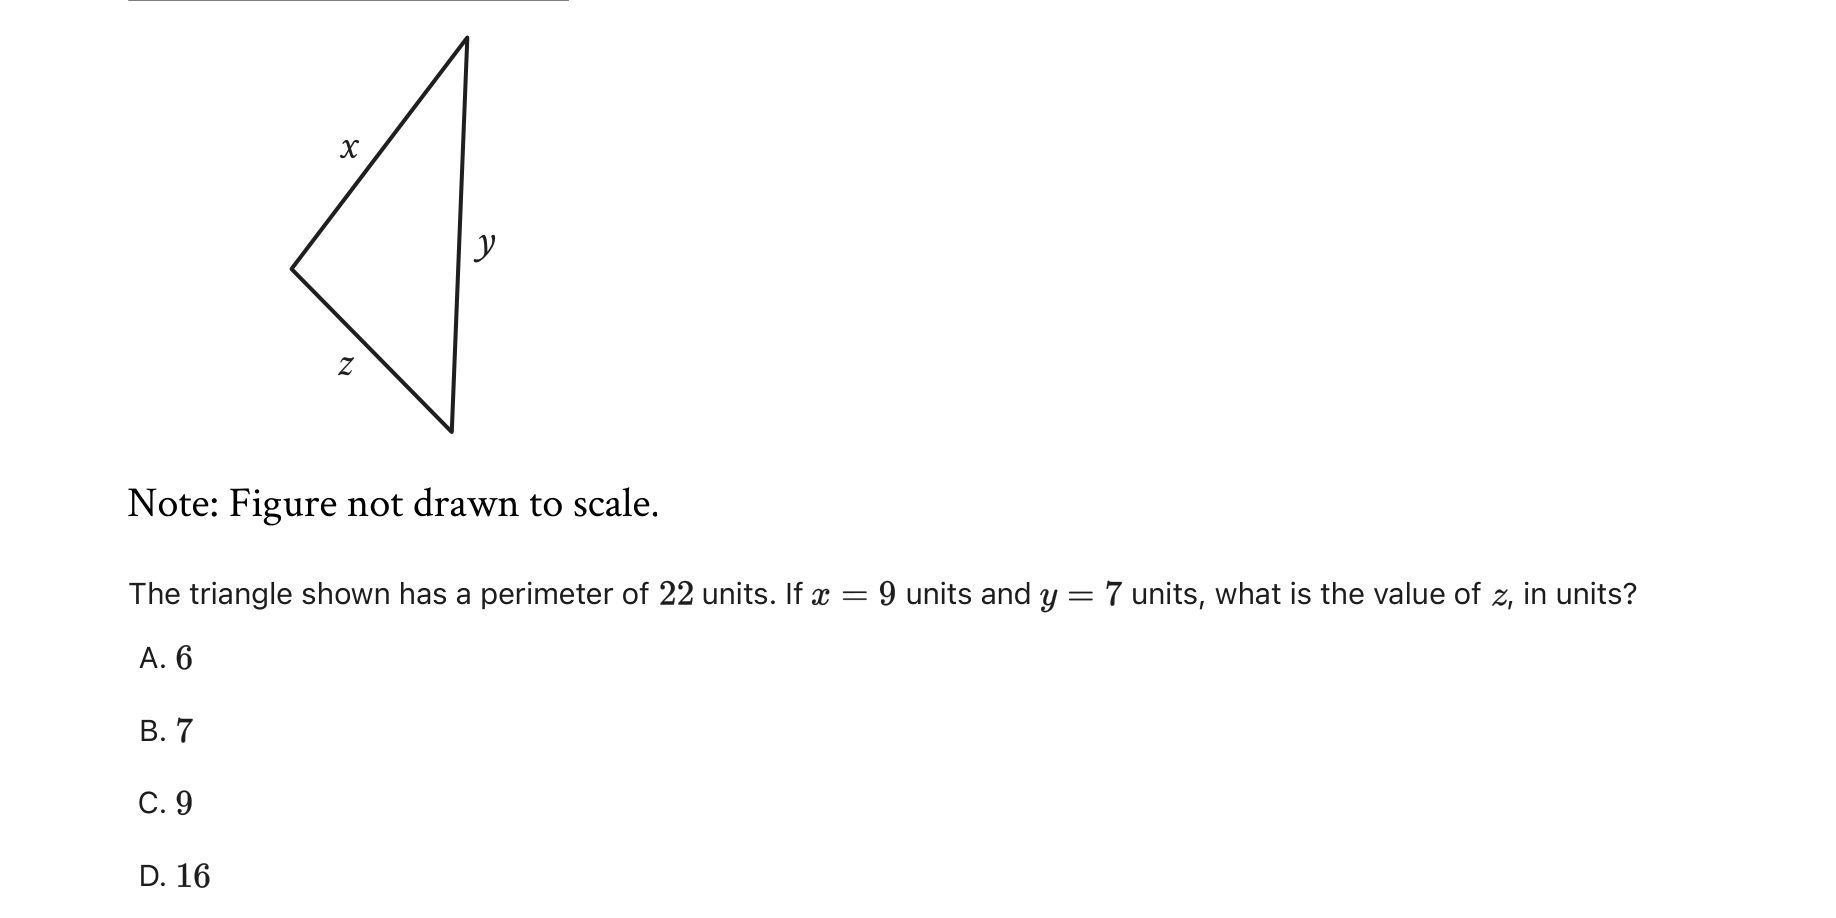 x
y
z
Note: Figure not drawn to scale.
The triangle shown has a perimeter of 22 units. If x = 9 units and y = 7 units, what is the value of z, in units?
A. 6
B. 7
C. 9
D. 16